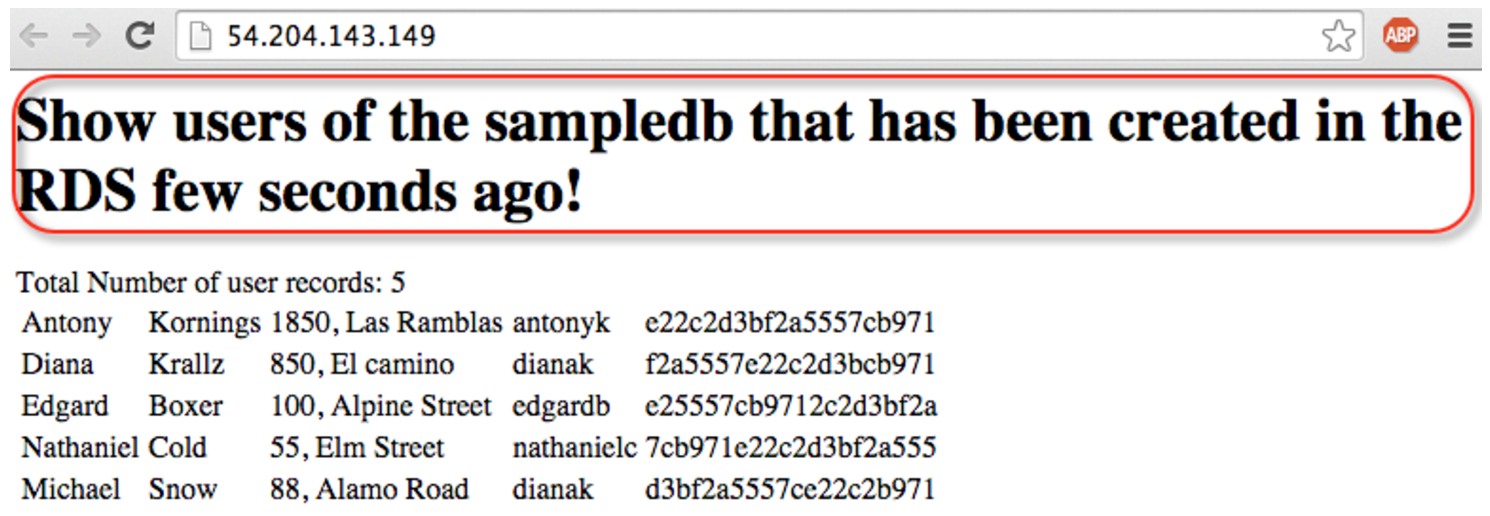 54.204.143.149
ABP
Show users of the sampledb that has been created in the
RDS few seconds ago!
Total Number of user records: 5
Antony Kornings 1850, Las Ramblas antonyk e22c2d3bf2a5557cb971
Diana Krallz 850, El camino dianak f2a5557e22c2d3bcb971
Edgard Boxer 100, Alpine Street edgardb e25557cb9712c2d3bf2a
Nathaniel Cold 55, Elm Street nathanielc 7cb971e22c2d3bf2a555
Michael Snow 88, Alamo Road dianak d3bf2a5557ce22c2b971